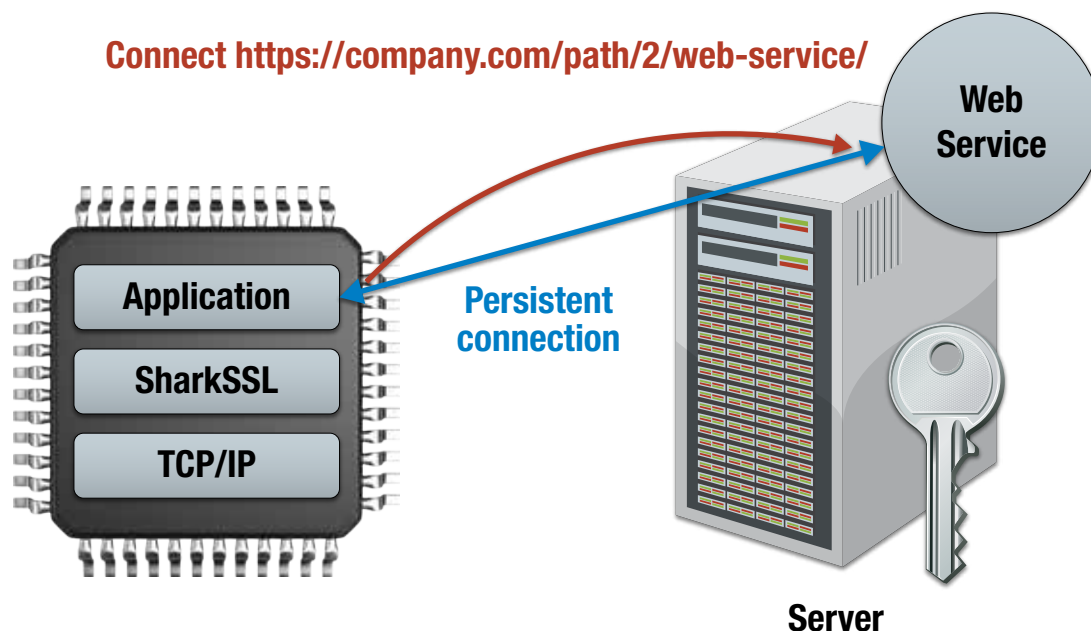 Connect https://company.com/path/2/web-service/
Web
Service
Application
SharkSSL
TCP/IP
Persistent
connection
Server